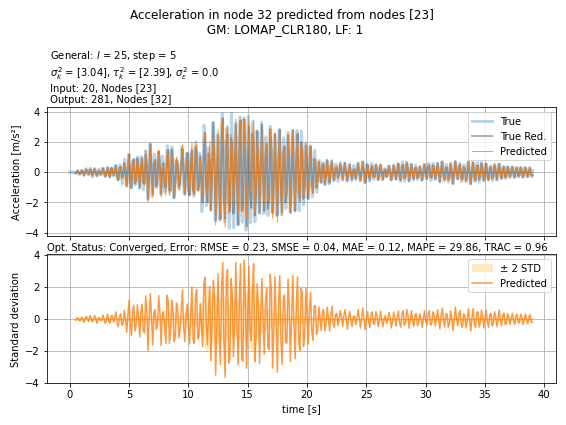 Acceleration in node 32 predicted from nodes [23]
GM: LOMAP_CLR180, LF: 1
General: l = 25, step = 5
σ²ₖ = [3.04], τ²ₖ = [2.39], σ²ε = 0.0
Input: 20, Nodes [23]
Output: 281, Nodes [32]
4
2
0
−2
−4
Acceleration [m/s²]
True
True Red.
Predicted
Opt. Status: Converged, Error: RMSE = 0.23, SMSE = 0.04, MAE = 0.12, MAPE = 29.86, TRAC = 0.96
4
2
0
−2
−4
Standard deviation
± 2 STD
Predicted
0 5 10 15 20 25 30 35 40
time [s]